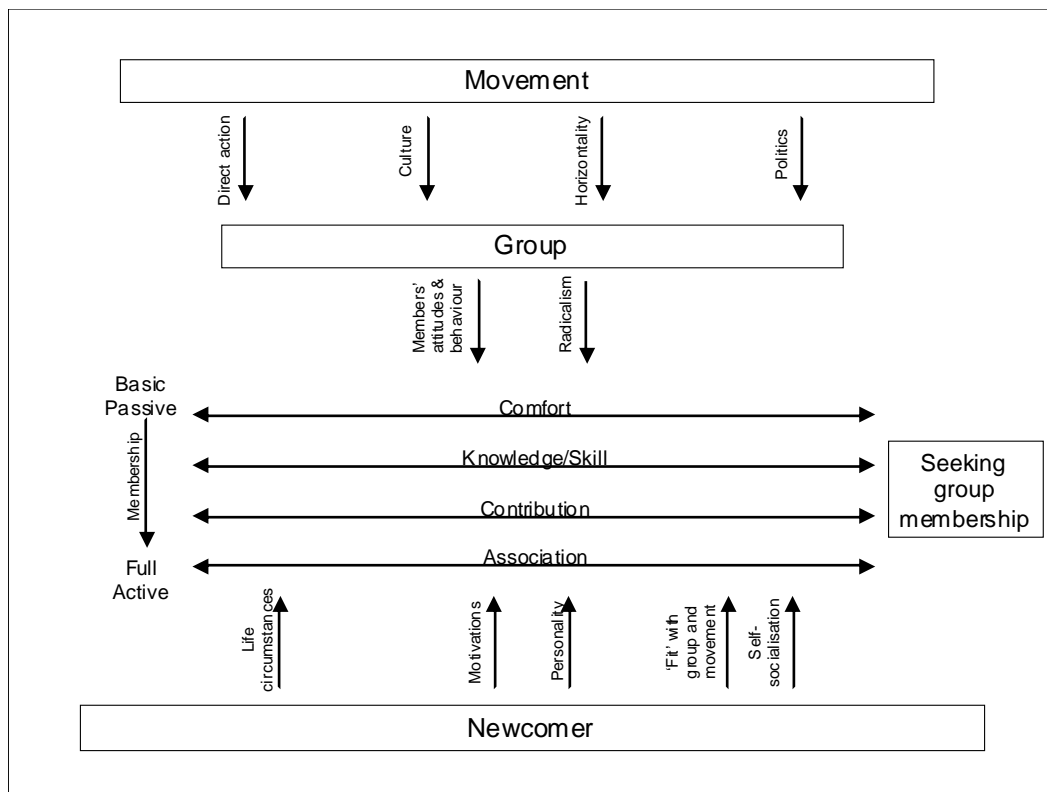 Movement
Direct action
Culture
Horizontality
Politics
Group
Members'
attitudes &
behaviour
Radicalism
Basic
Passive
Membership
Full
Active
Comfort
Knowledge/Skill
Contribution
Association
Seeking
group
membership
Life
circumstances
Motivations
Personality
‘Fit’ with
group and
movement
Self-
socialisation
Newcomer